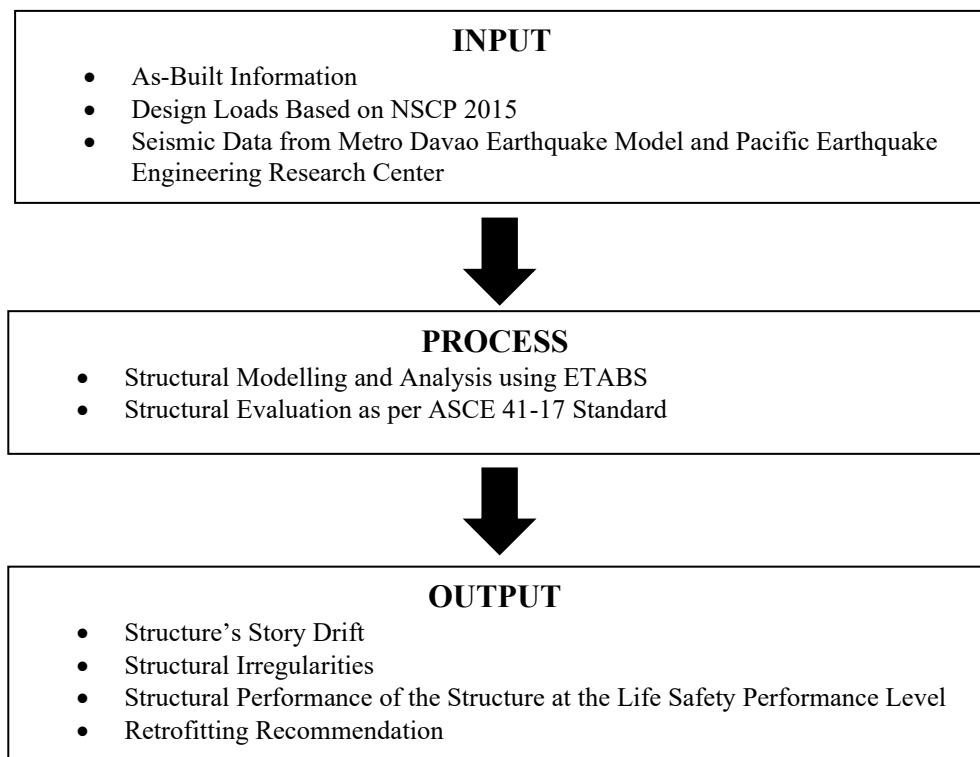 INPUT
• As-Built Information
• Design Loads Based on NSCP 2015
• Seismic Data from Metro Davao Earthquake Model and Pacific Earthquake
Engineering Research Center
PROCESS
• Structural Modelling and Analysis using ETABS
• Structural Evaluation as per ASCE 41-17 Standard
OUTPUT
• Structure’s Story Drift
• Structural Irregularities
• Structural Performance of the Structure at the Life Safety Performance Level
• Retrofitting Recommendation